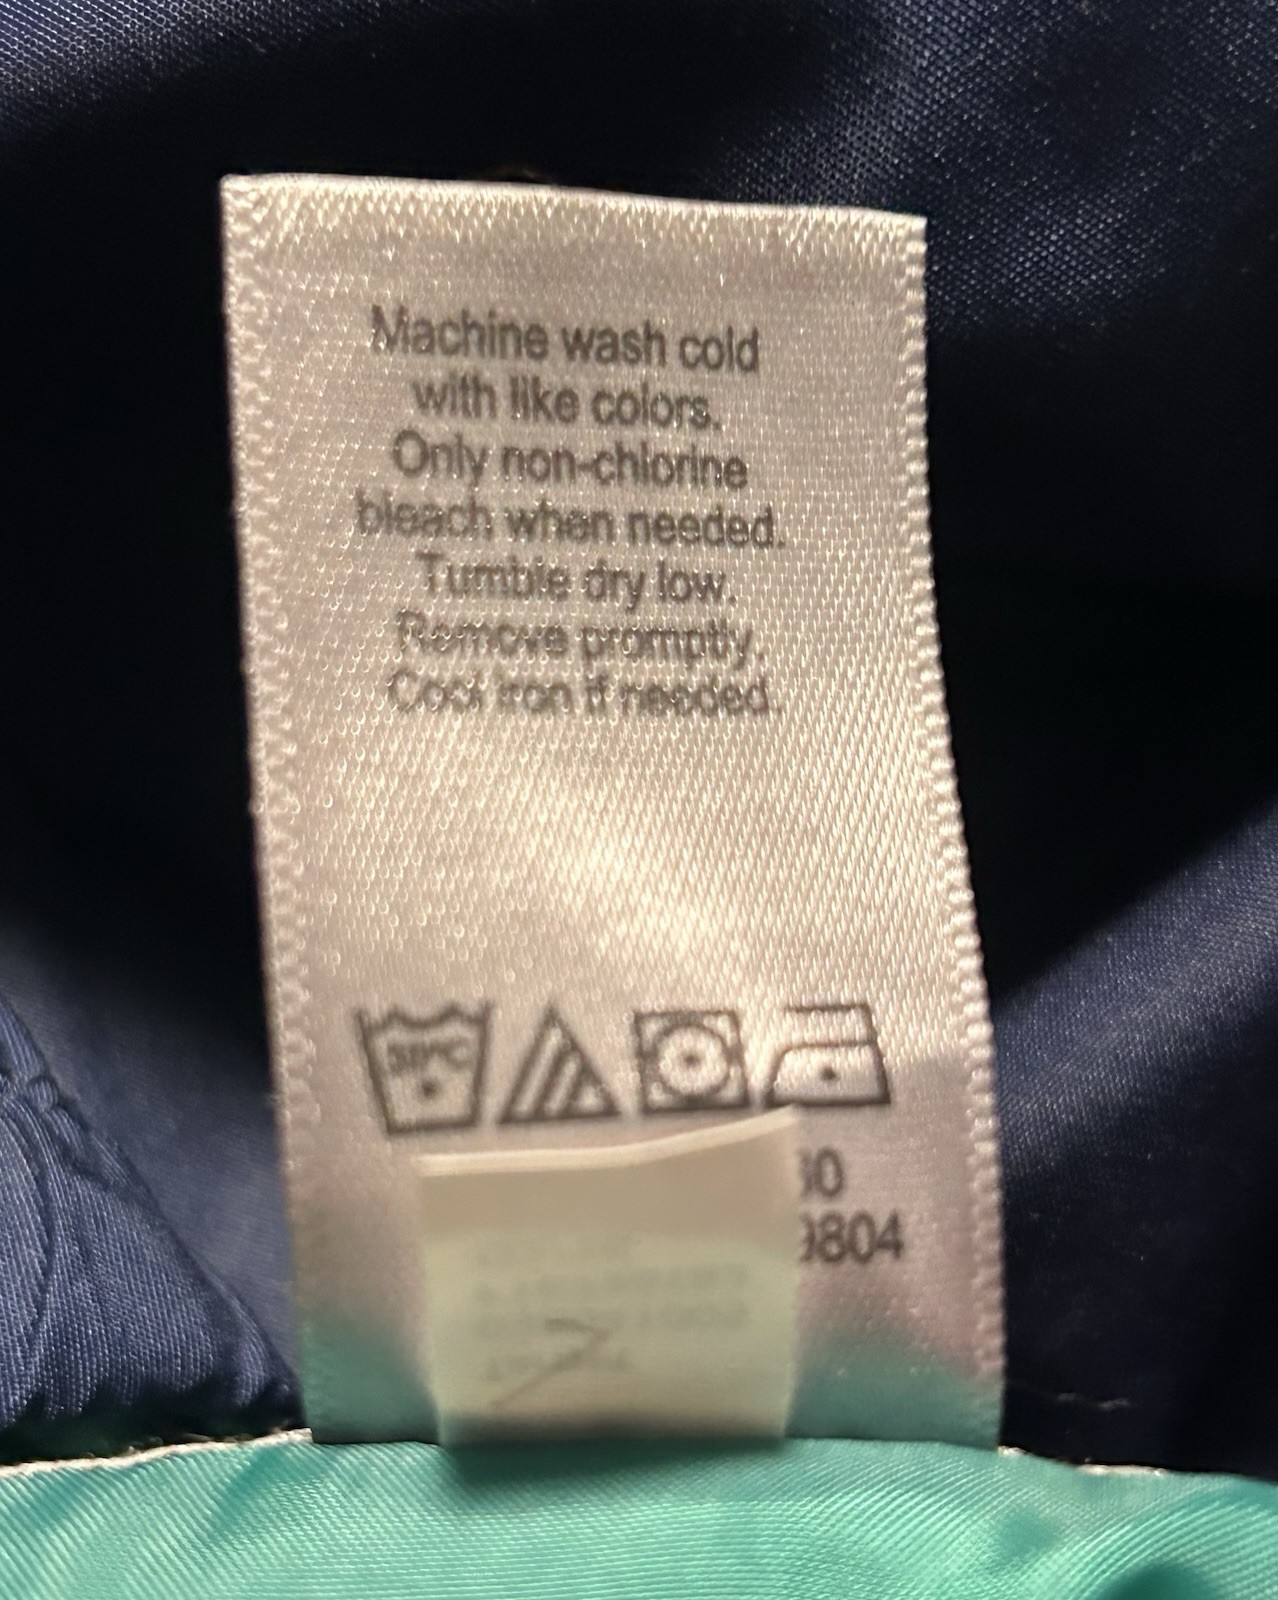 Machine wash cold
with like colors.
Only non-chlorine
bleach when needed.
Tumble dry low.
Remove promptly.
Cool iron if needed.